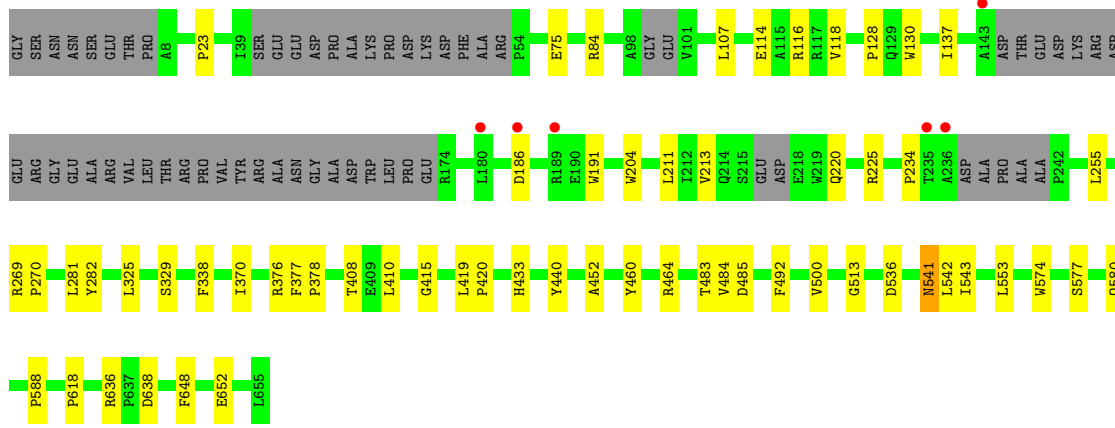 GLY SER ASN ASN SER GLU THR PRO A8 P23 I39 SER GLU GLU ASP PRO ALA LYS PRO ASP LYS ASP PHE ALA ARG P54 E75 R84 A98 GLY GLU V101 L107 E114 A115 R116 R117 V118 P128 Q129 W130 I137 A143 ASP THR GLU ASP LYS ARG ASP
GLU ARG GLY GLU ALA ARG VAL LEU THR ARG PRO VAL TYR ARG ALA ASN GLY ALA ASP TRP LEU PRO GLU R174 L180 D186 R189 E190 W191 W204 L211 I212 V213 Q214 S215 GLU ASP E218 W219 Q220 R225 P234 T235 A236 ASP ALA PRO ALA ALA P242 L255
R269 P270 L281 Y282 L325 S329 F338 I370 R376 F377 P378 T408 E409 L410 G415 L419 P420 H433 Y440 A452 Y460 R464 T483 V484 D485 F492 V500 G513 D536 N541 L542 I543 L553 W574 S577
P588 P618 R636 P637 D638 F648 E652 L655